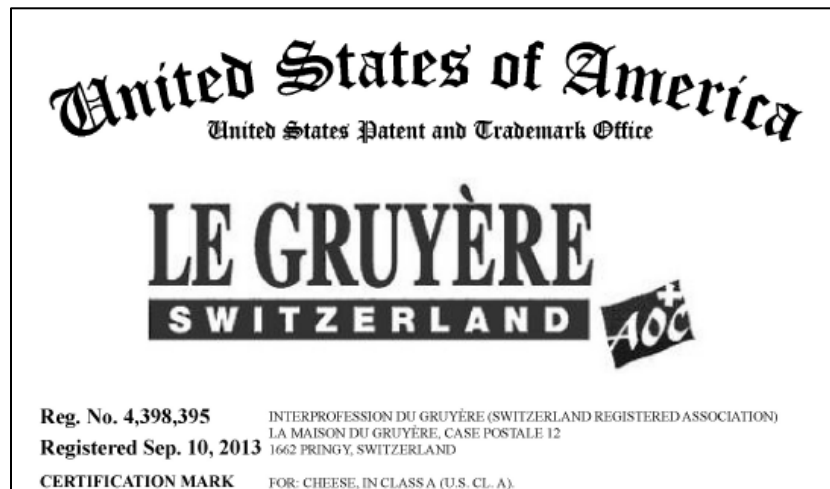 United States of America
United States Patent and Trademark Office
LE GRUYÈRE
SWITZERLAND
AOC
Reg. No. 4,398,395
Registered Sep. 10, 2013
CERTIFICATION MARK
INTERPROFESSION DU GRUYÈRE (SWITZERLAND REGISTERED ASSOCIATION)
LA MAISON DU GRUYÈRE, CASE POSTALE 12
1662 PRINGY, SWITZERLAND
FOR: CHEESE, IN CLASS A (U.S. CL. A).